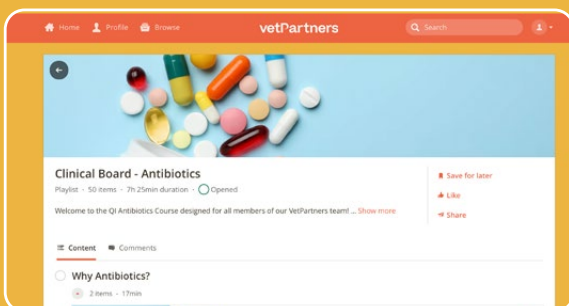 Home Profile Browse vetPartners Search
Clinical Board - Antibiotics
Playlist - 50 items - 7h 25min duration - Opened
Welcome to the QI Antibiotics Course designed for all members of our VetPartners team! ... Show more
Save for later
Like
Share
Content Comments
Why Antibiotics?
2 items - 17min